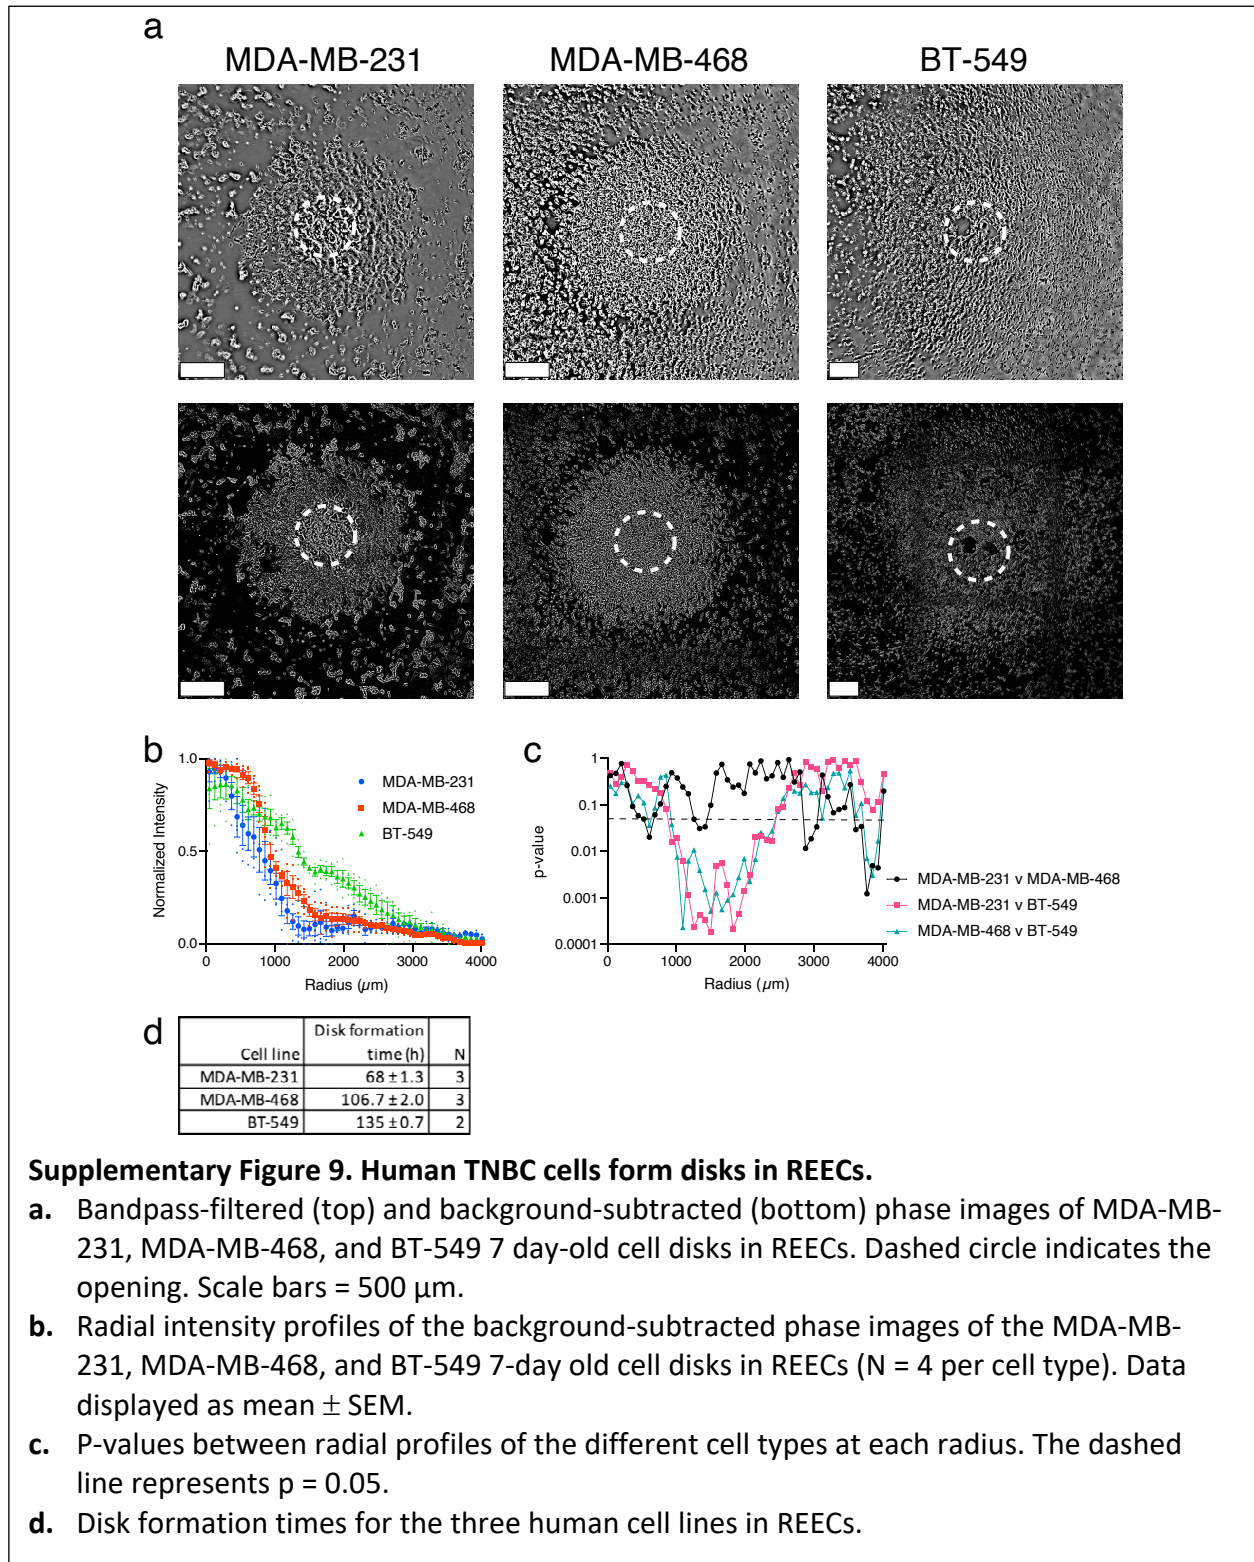 a
MDA-MB-231
MDA-MB-468
BT-549
b
1.0
0.5
0.0
Normalized Intensity
0
1000
2000
3000
4000
Radius (µm)
MDA-MB-231
MDA-MB-468
BT-549
c
1
0.1
0.01
0.001
0.0001
p-value
0
1000
2000
3000
4000
Radius (µm)
MDA-MB-231 v MDA-MB-468
MDA-MB-231 v BT-549
MDA-MB-468 v BT-549
d
Cell line Disk formation time (h) N
MDA-MB-231 68 ± 1.3 3
MDA-MB-468 106.7 ± 2.0 3
BT-549 135 ± 0.7 2
Supplementary Figure 9. Human TNBC cells form disks in REECs.
a. Bandpass-filtered (top) and background-subtracted (bottom) phase images of MDA-MB-
231, MDA-MB-468, and BT-549 7 day-old cell disks in REECs. Dashed circle indicates the
opening. Scale bars = 500 µm.
b. Radial intensity profiles of the background-subtracted phase images of the MDA-MB-
231, MDA-MB-468, and BT-549 7-day old cell disks in REECs (N = 4 per cell type). Data
displayed as mean ± SEM.
c. P-values between radial profiles of the different cell types at each radius. The dashed
line represents p = 0.05.
d. Disk formation times for the three human cell lines in REECs.